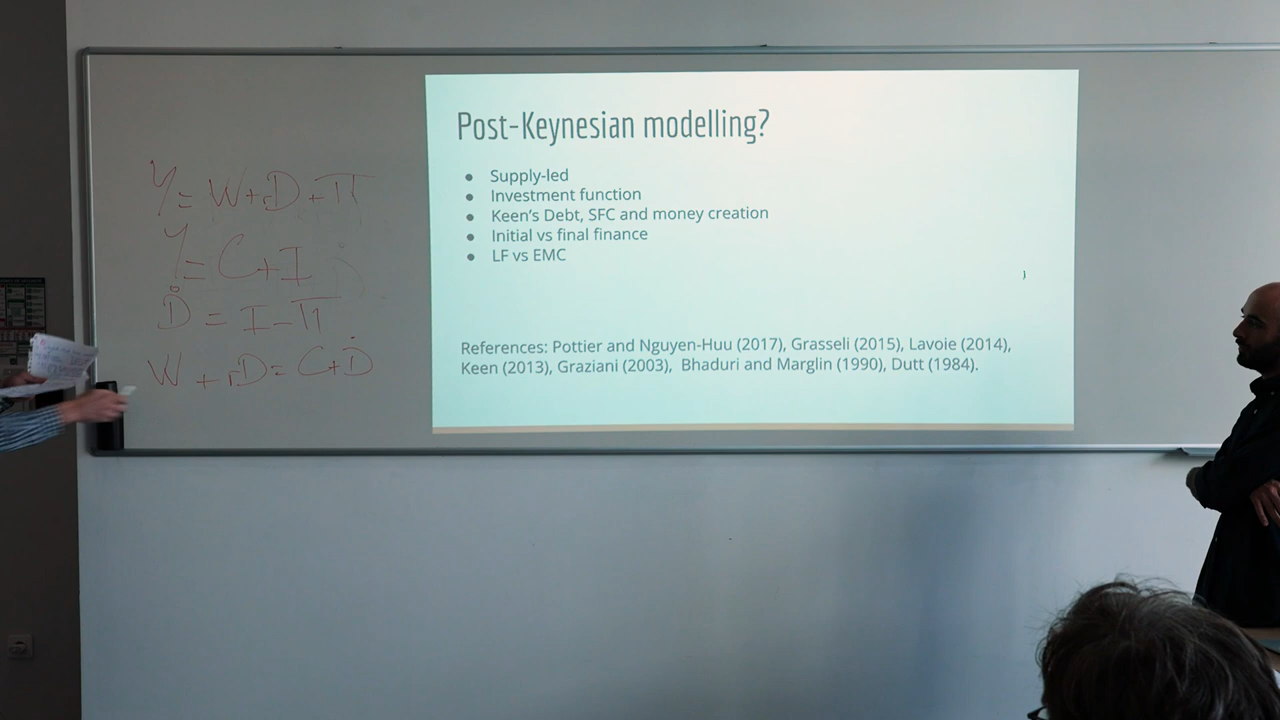 Y = W + rD + Π
Y = C + I
Ḋ = I - Π
W + rD = C + Ḋ
Post-Keynesian modelling?
● Supply-led
● Investment function
● Keen's Debt, SFC and money creation
● Initial vs final finance
● LF vs EMC
References: Pottier and Nguyen-Huu (2017), Grasseli (2015), Lavoie (2014),
Keen (2013), Graziani (2003), Bhaduri and Marglin (1990), Dutt (1984).